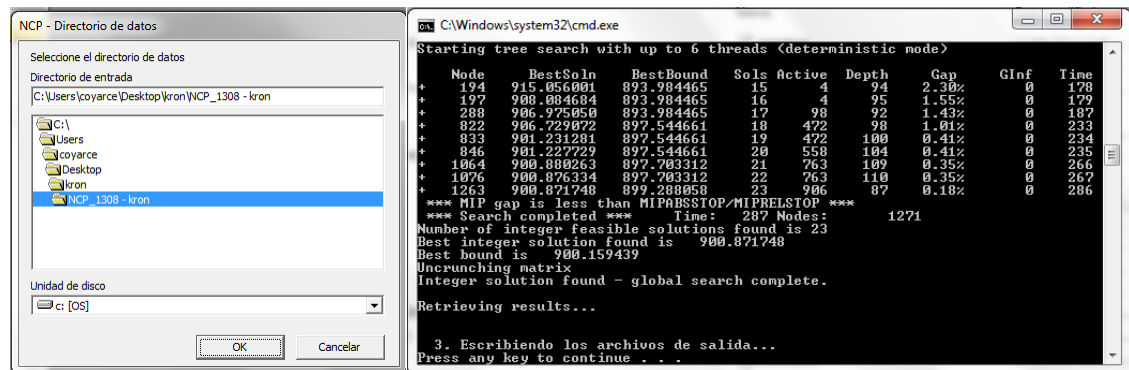 NCP - Directorio de datos
Seleccione el directorio de datos
Directorio de entrada
C:\Users\coyarce\Desktop\kron\NCP_1308 - kron
C:\
Users
coyarce
Desktop
kron
NCP_1308 - kron
Unidad de disco
c: [OS]
OK Cancelar
C:\Windows\system32\cmd.exe
Starting tree search with up to 6 threads (deterministic mode)
Node BestSoln BestBound Sols Active Depth Gap GInf Time
+ 194 915.056001 893.984465 15 4 94 2.30% 0 178
+ 197 908.084684 893.984465 16 4 95 1.55% 0 179
+ 288 906.975050 893.984465 17 98 92 1.43% 0 187
+ 822 906.729072 897.544661 18 472 98 1.01% 0 233
+ 833 901.231281 897.544661 19 472 100 0.41% 0 234
+ 846 901.227729 897.544661 20 558 104 0.41% 0 235
+ 1064 900.880263 897.703312 21 763 109 0.35% 0 266
+ 1076 900.876334 897.703312 22 763 110 0.35% 0 267
+ 1263 900.871748 899.288058 23 906 87 0.18% 0 286
*** MIP gap is less than MIPABSSTOP/MIPRELSTOP ***
*** Search completed *** Time: 287 Nodes: 1271
Number of integer feasible solutions found is 23
Best integer solution found is 900.871748
Best bound is 900.159439
Uncrunching matrix
Integer solution found - global search complete.
Retrieving results...
3. Escribiendo los archivos de salida...
Press any key to continue . . .